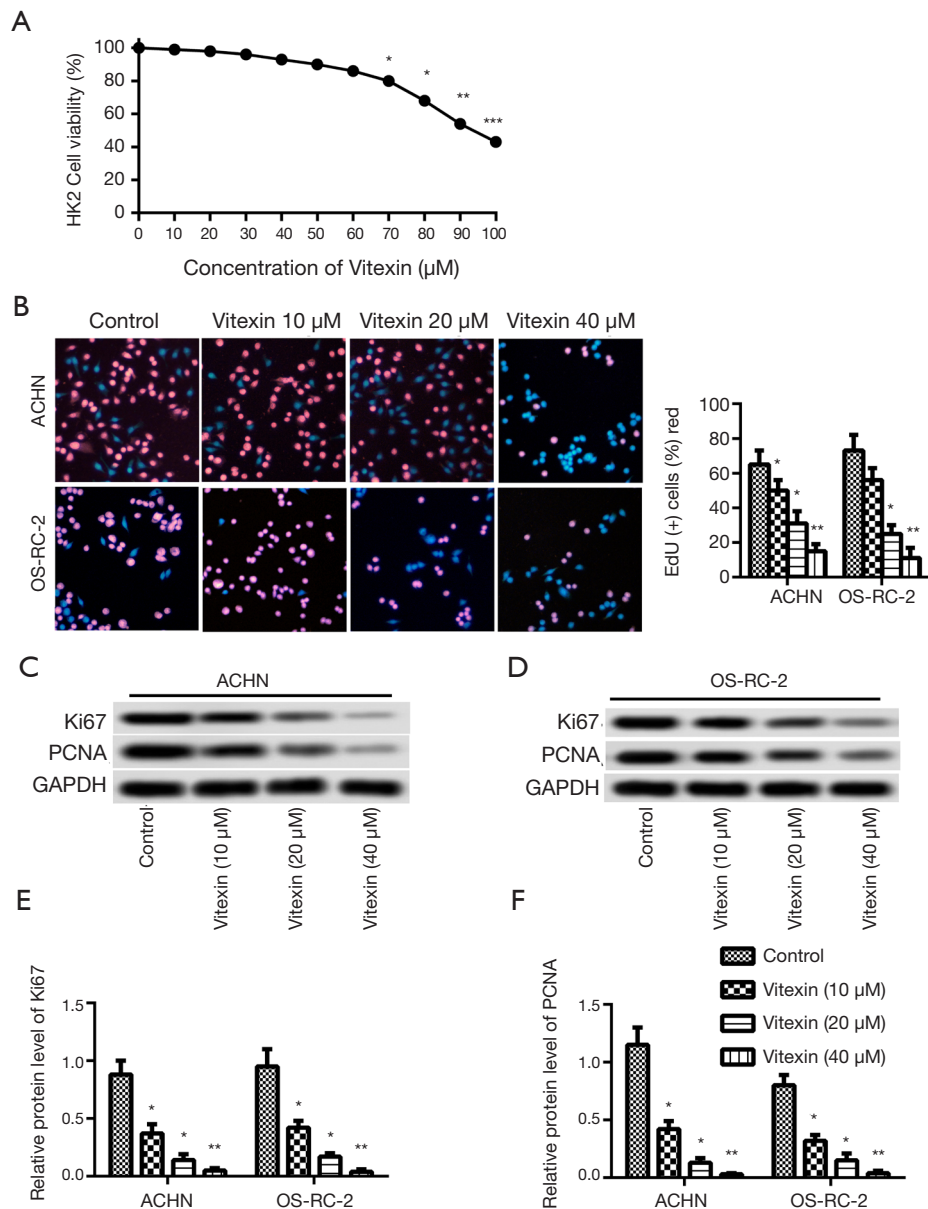 A
HK2 Cell viability (%)
100
80
60
40
20
0
* * ** ***
0 10 20 30 40 50 60 70 80 90 100
Concentration of Vitexin (µM)
B
Control Vitexin 10 µM Vitexin 20 µM Vitexin 40 µM
ACHN
OS-RC-2
EdU (+) cells (%) red
100
80
60
40
20
0
* * ** * **
ACHN OS-RC-2
C
ACHN
Ki67
PCNA
GAPDH
Control
Vitexin (10 µM)
Vitexin (20 µM)
Vitexin (40 µM)
D
OS-RC-2
Ki67
PCNA
GAPDH
Control
Vitexin (10 µM)
Vitexin (20 µM)
Vitexin (40 µM)
E
Relative protein level of Ki67
1.5
1.0
0.5
0.0
* * ** * * **
ACHN OS-RC-2
F
Relative protein level of PCNA
1.5
1.0
0.5
0.0
* * ** * * **
ACHN OS-RC-2
Control
Vitexin (10 µM)
Vitexin (20 µM)
Vitexin (40 µM)